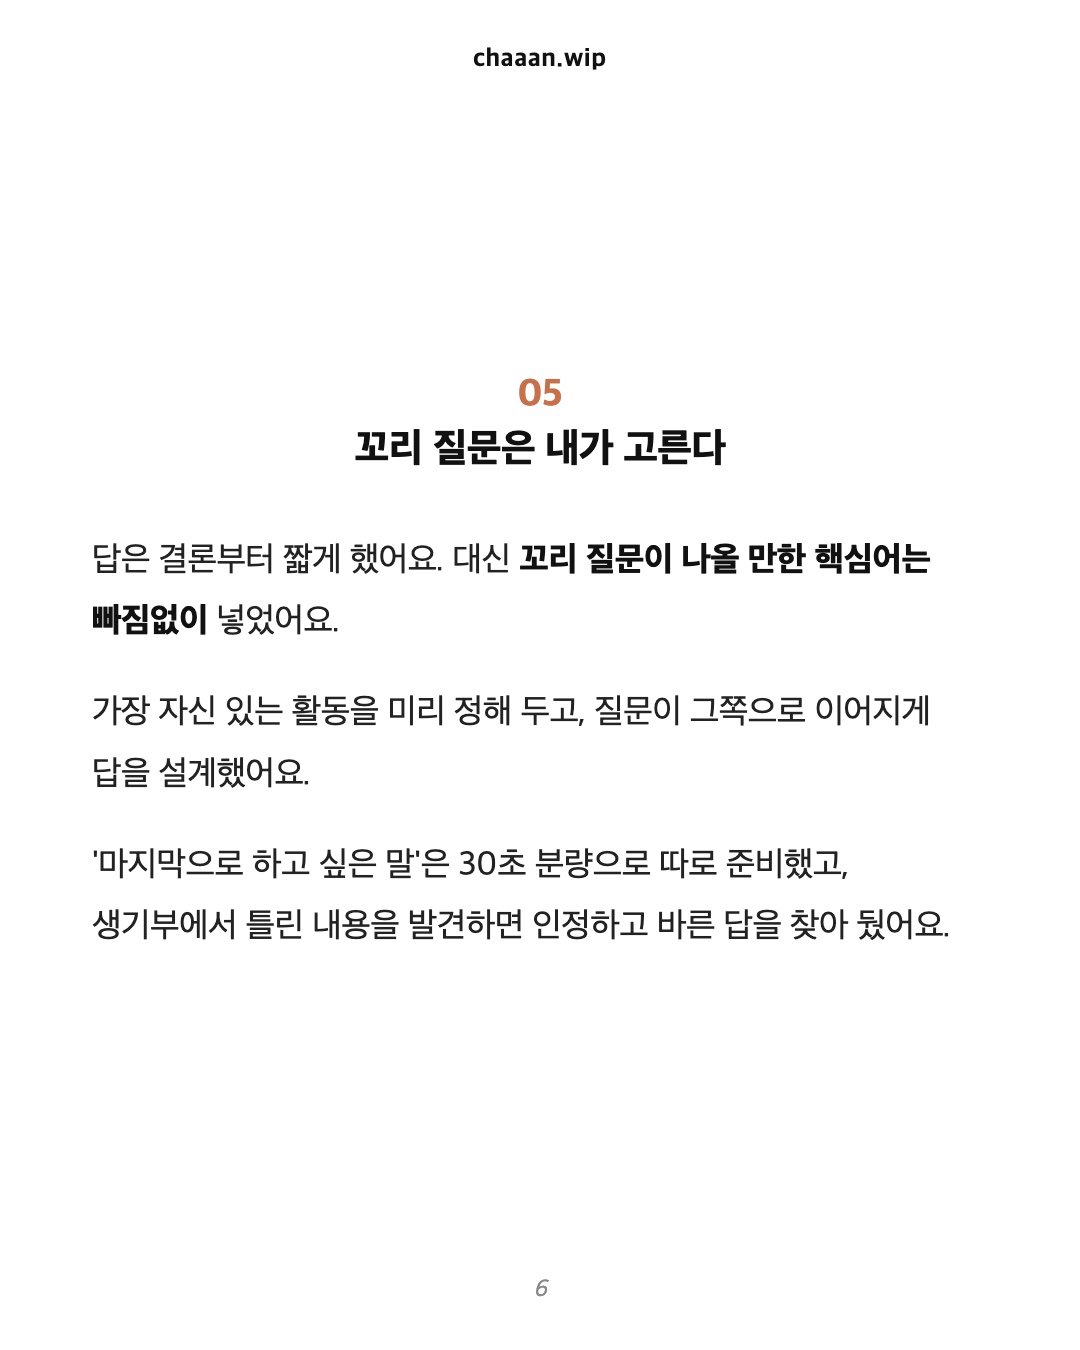 chaaan.wip
05
꼬리 질문은 내가 고른다
답은 결론부터 짧게 했어요. 대신 꼬리 질문이 나올 만한 핵심어는
빠짐없이 넣었어요.
가장 자신 있는 활동을 미리 정해 두고, 질문이 그쪽으로 이어지게
답을 설계했어요.
'마지막으로 하고 싶은 말'은 30초 분량으로 따로 준비했고,
생기부에서 틀린 내용을 발견하면 인정하고 바른 답을 찾아 뒀어요.
6